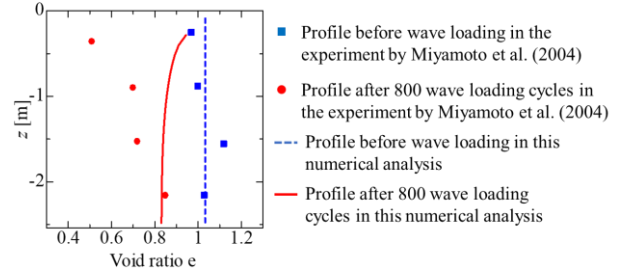 0
-1
-2
z [m]
0.4 0.6 0.8 1 1.2
Void ratio e
Profile before wave loading in the
experiment by Miyamoto et al. (2004)
Profile after 800 wave loading cycles in
the experiment by Miyamoto et al. (2004)
Profile before wave loading in this
numerical analysis
Profile after 800 wave loading
cycles in this numerical analysis